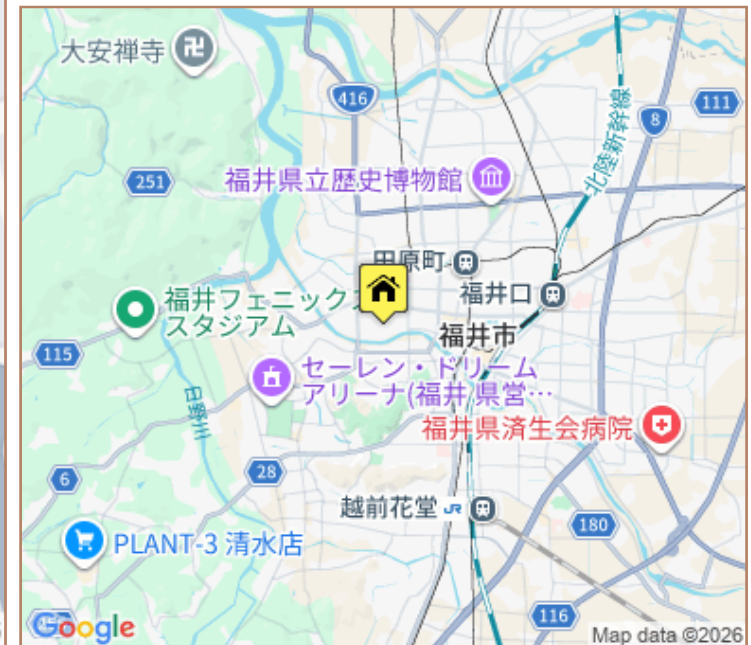 大安禅寺
416
111
8
北陸新幹線
251
福井県立歴史博物館
田原町
福井口
福井フェニックス
スタジアム
福井市
115
セーレン・ドリーム
アリーナ(福井 県営…
日野川
福井県済生会病院
6
28
越前花堂 JR
180
PLANT-3 清水店
116
Google
Map data ©2026